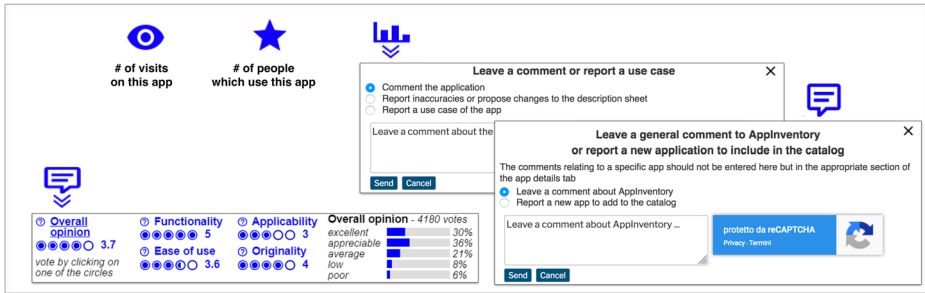 # of visits
on this app
# of people
which use this app
Leave a comment or report a use case
Comment the application
Report inaccuracies or propose changes to the description sheet
Report a use case of the app
Leave a comment about the
Send Cancel
Leave a general comment to AppInventory
or report a new application to include in the catalog
The comments relating to a specific app should not be entered here but in the appropriate section of
the app details tab
Leave a comment about AppInventory
Report a new app to add to the catalog
Leave a comment about AppInventory ...
protetto da reCAPTCHA
Privacy - Termini
Send Cancel
Overall
opinion
3.7
vote by clicking on
one of the circles
Functionality
5
Ease of use
3.6
Applicability
3
Originality
4
Overall opinion - 4180 votes
excellent 30%
appreciable 36%
average 21%
low 8%
poor 6%